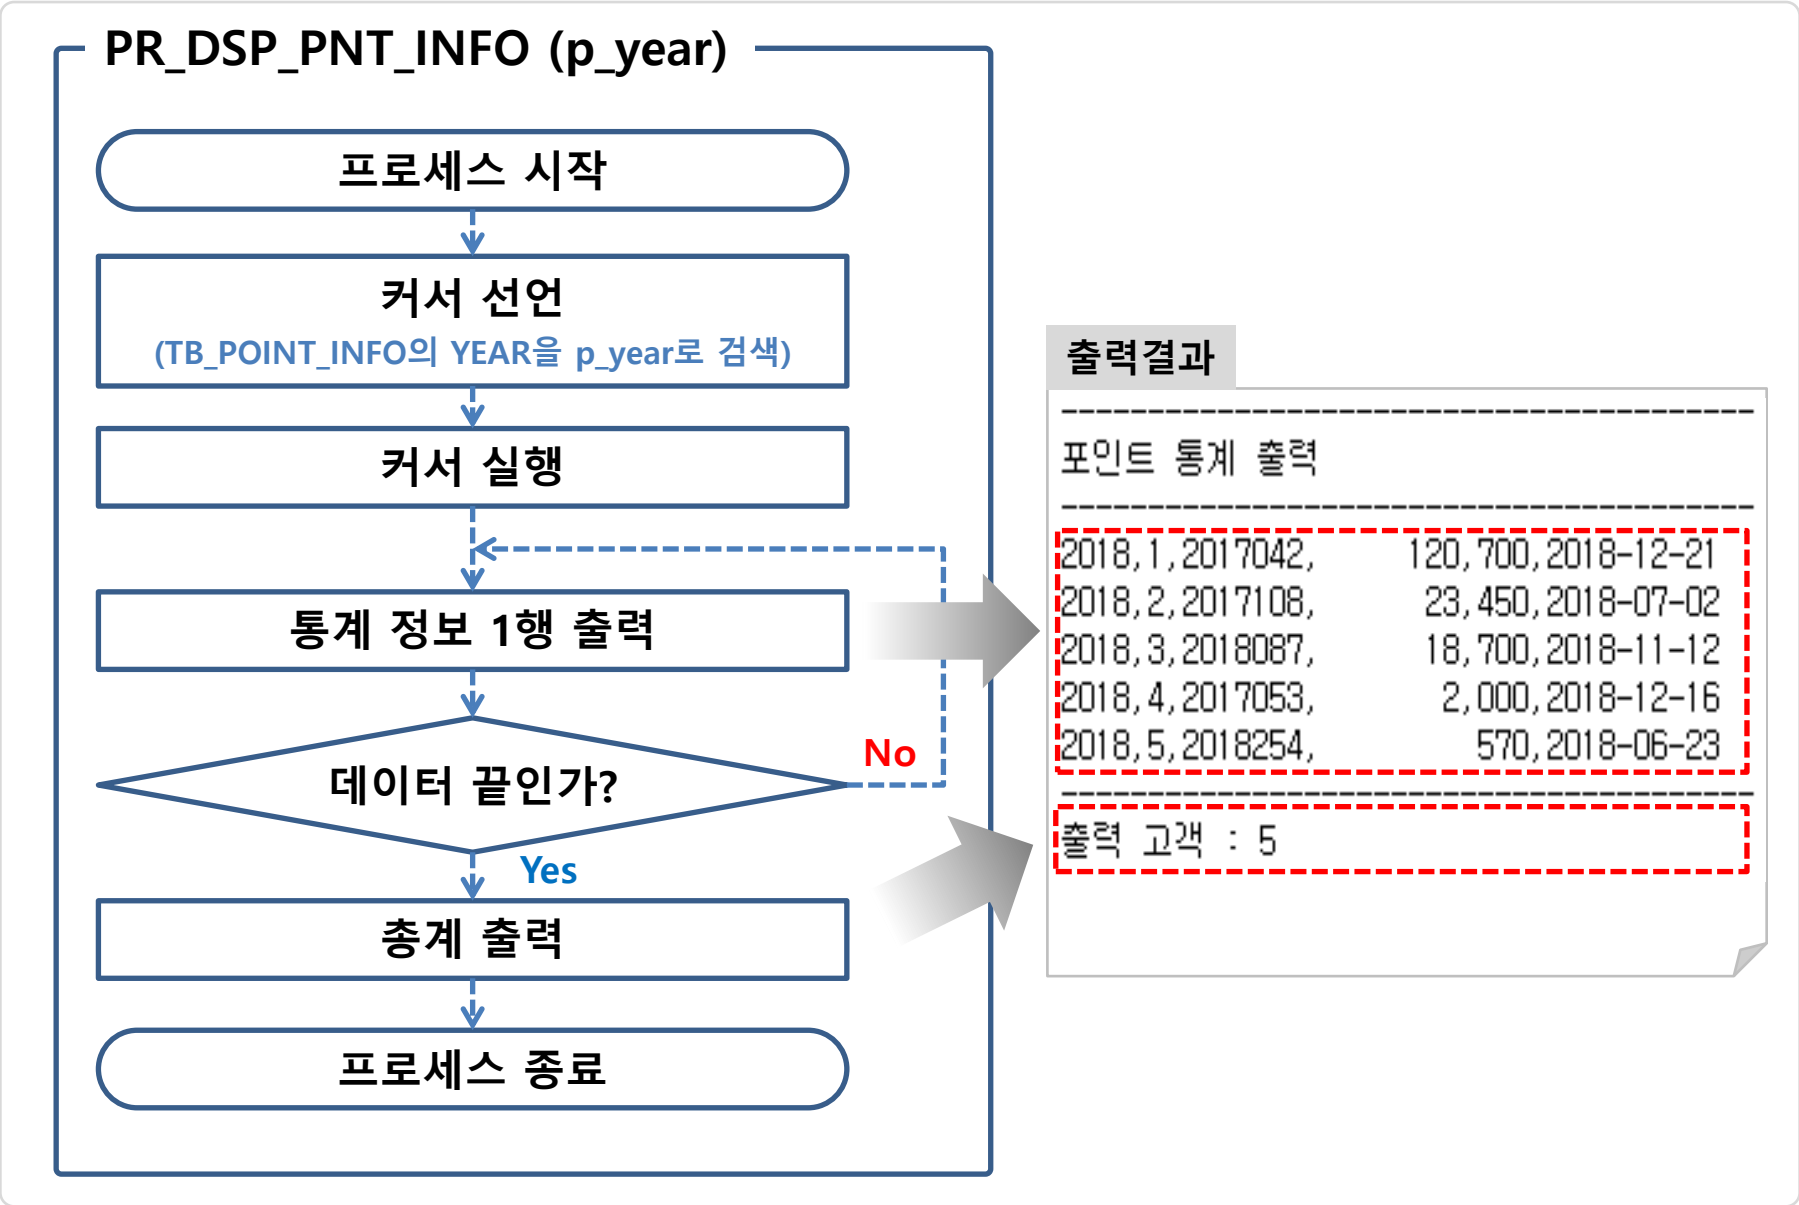 PR_DSP_PNT_INFO (p_year)
프로세스 시작
커서 선언
(TB_POINT_INFO의 YEAR을 p_year로 검색)
커서 실행
통계 정보 1행 출력
데이터 끝인가?
No
Yes
총계 출력
프로세스 종료
출력결과
----------------------------------------
포인트 통계 출력
----------------------------------------
2018,1,2017042,      120,700,2018-12-21
2018,2,2017108,       23,450,2018-07-02
2018,3,2018087,       18,700,2018-11-12
2018,4,2017053,        2,000,2018-12-16
2018,5,2018254,          570,2018-06-23
----------------------------------------
출력 고객 : 5